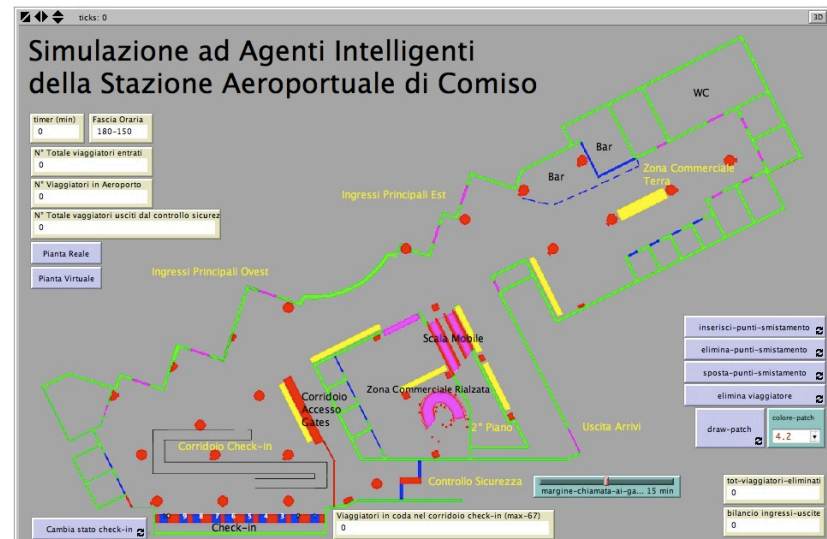 ticks: 0
3D
Simulazione ad Agenti Intelligenti
della Stazione Aeroportuale di Comiso
timer (min)
0
Fascia Oraria
180-150
N° Totale viaggiatori entrati
0
N° Viaggiatori in Aeroporto
0
N° Totale vaggiatori usciti dal controllo sicurez
0
Pianta Reale
Pianta Virtuale
WC
Bar
Bar
Zona Commerciale
Terra
Ingressi Principali Est
Ingressi Principali Ovest
Scala Mobile
Zona Commerciale Rialzata
Corridoio
Accesso
Gates
2° Piano
Uscita Arrivi
Corridoio Check-in
Controllo Sicurezza
inserisci-punti-smistamento
elimina-punti-smistamento
sposta-punti-smistamento
elimina viaggiatore
draw-patch
colore-patch
4.2
margine-chiamata-ai-ga... 15 min
tot-viaggiatori-eliminati
0
bilancio ingressi-uscite
0
Cambia stato check-in
Check-in
Viaggiatori in coda nel corridoio check-in (max-67)
0